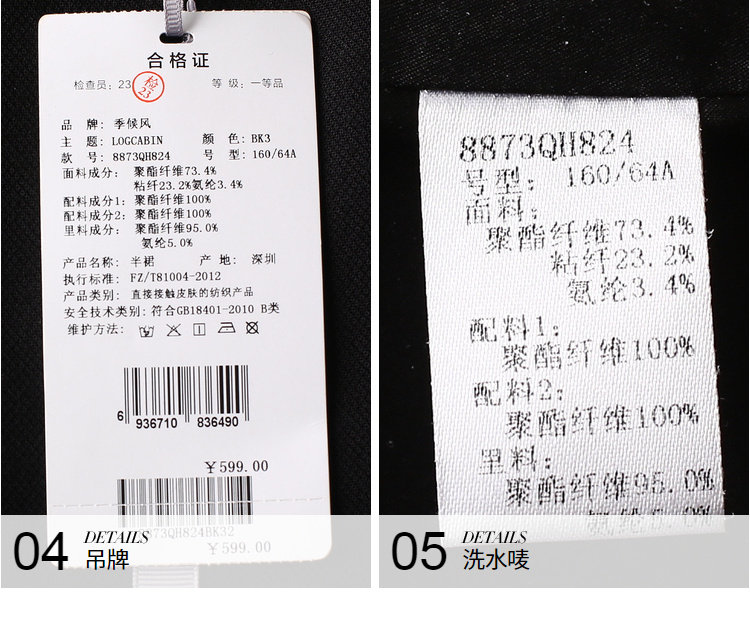 合格证
检查员: 23
检
23
等 级: 一等品
品 牌: 季候风
主 题: LOGCABIN 颜 色: BK3
款 号: 8873QH824 号 型: 160/64A
面料成分: 聚酯纤维73.4%
粘纤23.2%氨纶3.4%
配料成分1: 聚酯纤维100%
配料成分2: 聚酯纤维100%
里料成分: 聚酯纤维95.0%
氨纶5.0%
产品名称: 半裙 产 地: 深圳
执行标准: FZ/T81004-2012
产品类别: 直接接触皮肤的纺织产品
安全技术类别: 符合GB18401-2010 B类
维护方法:
6 936710 836490
¥599.00
8873QH824BK32
¥599.00
04 DETAILS
吊牌
8873QH824
号型: 160/64A
面料:
聚酯纤维73.4%
粘纤23.2%
氨纶3.4%
配料1:
聚酯纤维100%
配料2:
聚酯纤维100%
里料:
聚酯纤维95.0%
氨纶5.0%
05 DETAILS
洗水唛